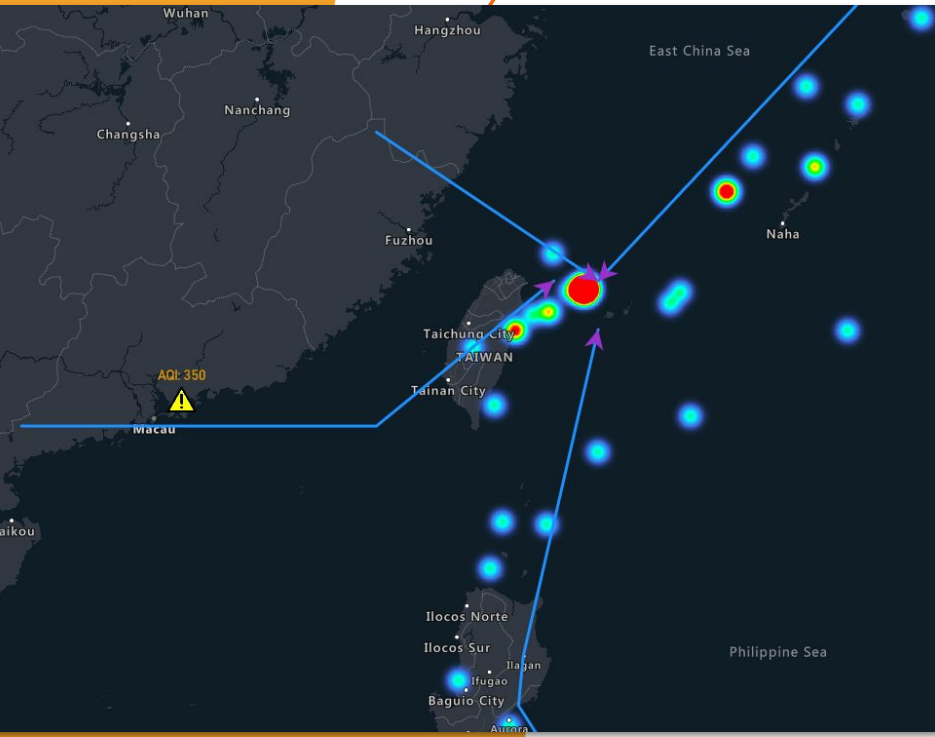 Wuhan
Hangzhou
East China Sea
Nanchang
Changsha
Fuzhou
Naha
Taichung City
TAIWAN
AQI: 350
Tainan City
Macau
aikou
Ilocos Norte
Ilocos Sur
Philippine Sea
Ilagan
Ifugao
Baguio City
Aurora